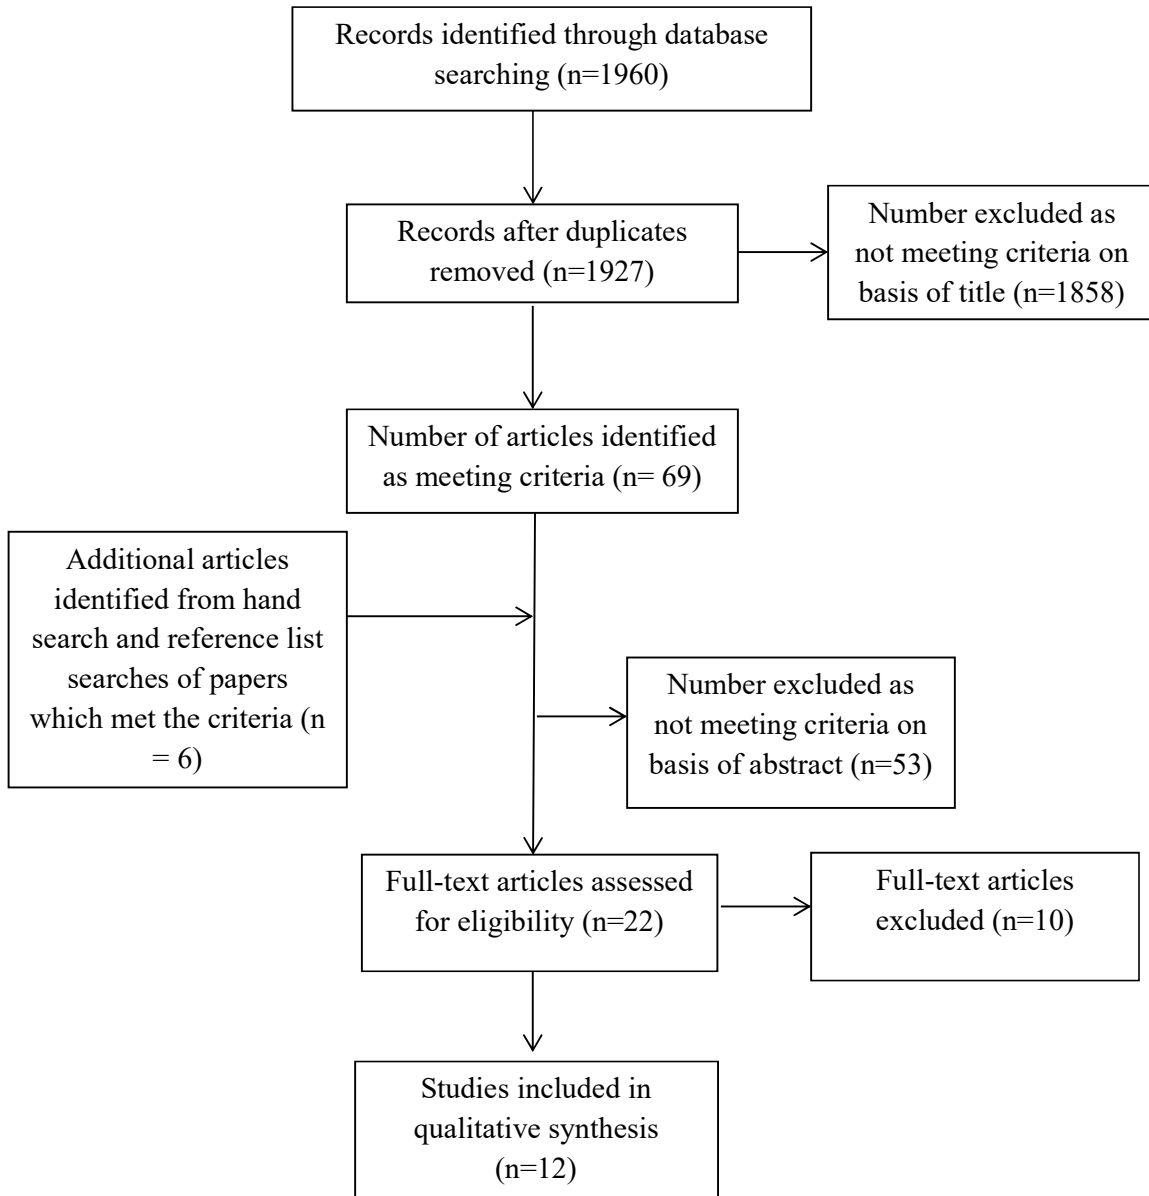 Records identified through database
searching (n=1960)
Records after duplicates
removed (n=1927)
Number excluded as
not meeting criteria on
basis of title (n=1858)
Number of articles identified
as meeting criteria (n= 69)
Additional articles
identified from hand
search and reference list
searches of papers
which met the criteria (n
= 6)
Number excluded as
not meeting criteria on
basis of abstract (n=53)
Full-text articles assessed
for eligibility (n=22)
Full-text articles
excluded (n=10)
Studies included in
qualitative synthesis
(n=12)